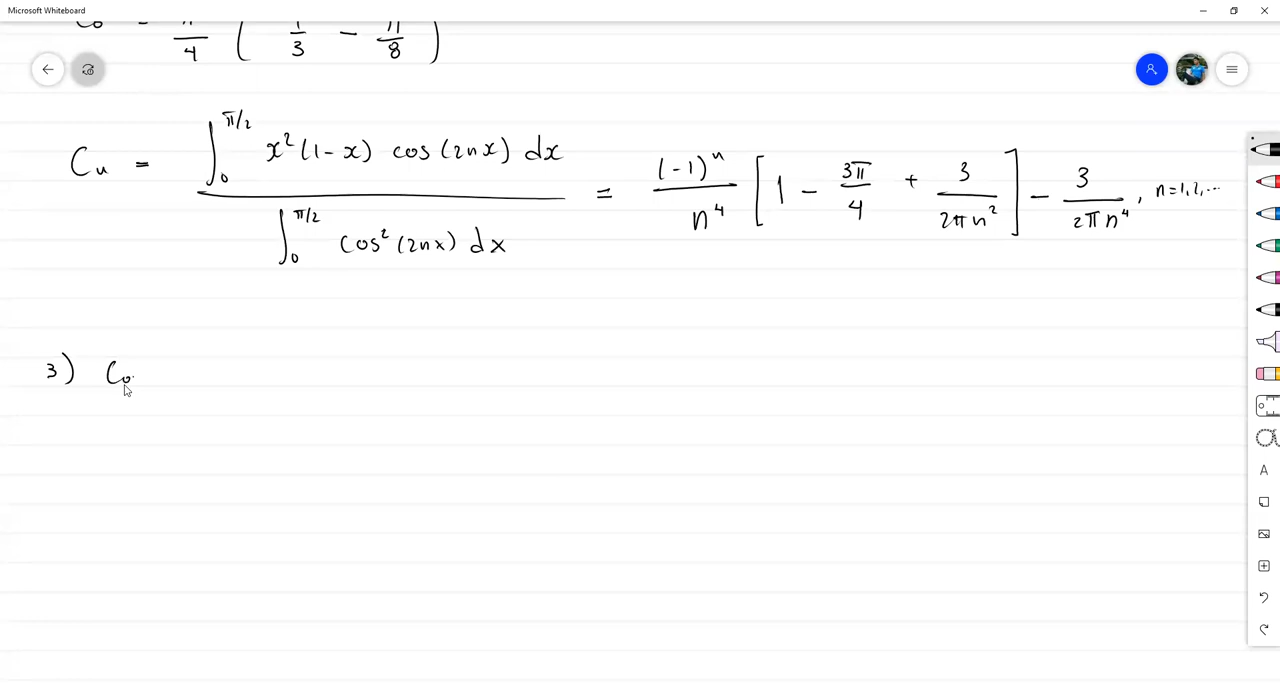 Microsoft Whiteboard
C₀ = π/4 ( 1/3 − π/8 )
Cₙ = ∫₀^{π/2} x²(1−x) cos(2nx) dx / ∫₀^{π/2} cos²(2nx) dx = (−1)ⁿ/n⁴ [ 1 − 3π/4 + 3/(2πn²) ] − 3/(2πn⁴), n=1,2,...
3) Co
A